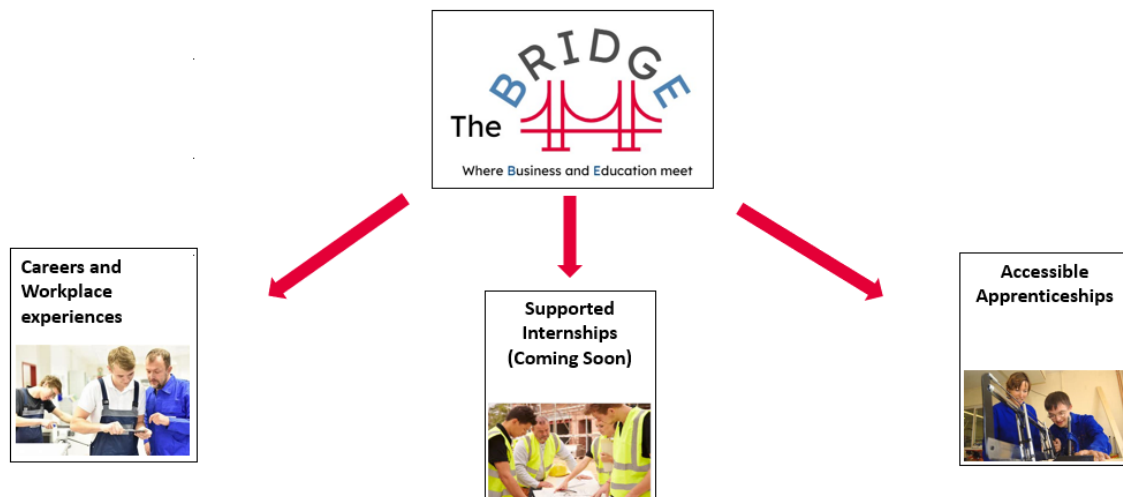 BRIDGE
The
Where Business and Education meet
Careers and
Workplace
experiences
Supported
Internships
(Coming Soon)
Accessible
Apprenticeships